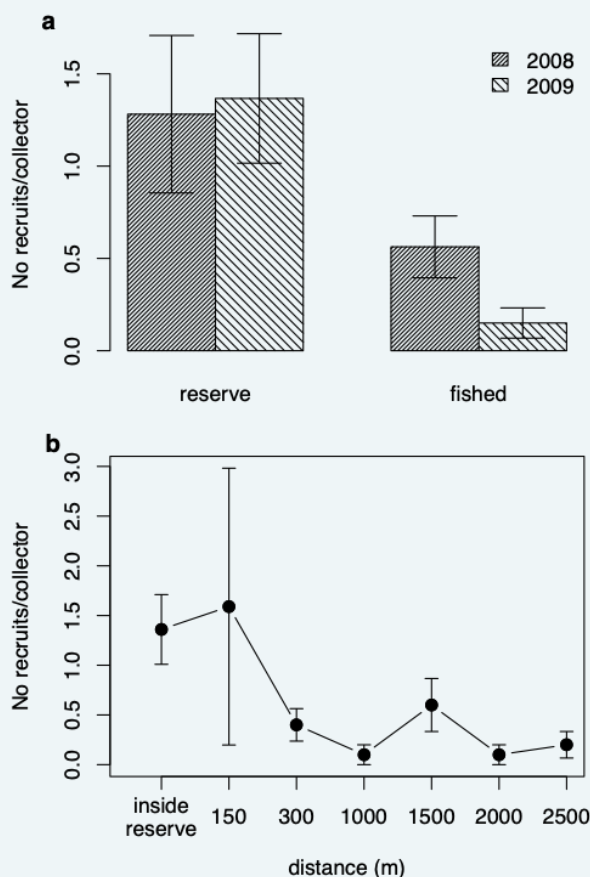 a
2008
2009
No recruits/collector
1.5
1.0
0.5
0.0
reserve fished
b
No recruits/collector
3.0
2.5
2.0
1.5
1.0
0.5
0.0
inside
reserve 150 300 1000 1500 2000 2500
distance (m)